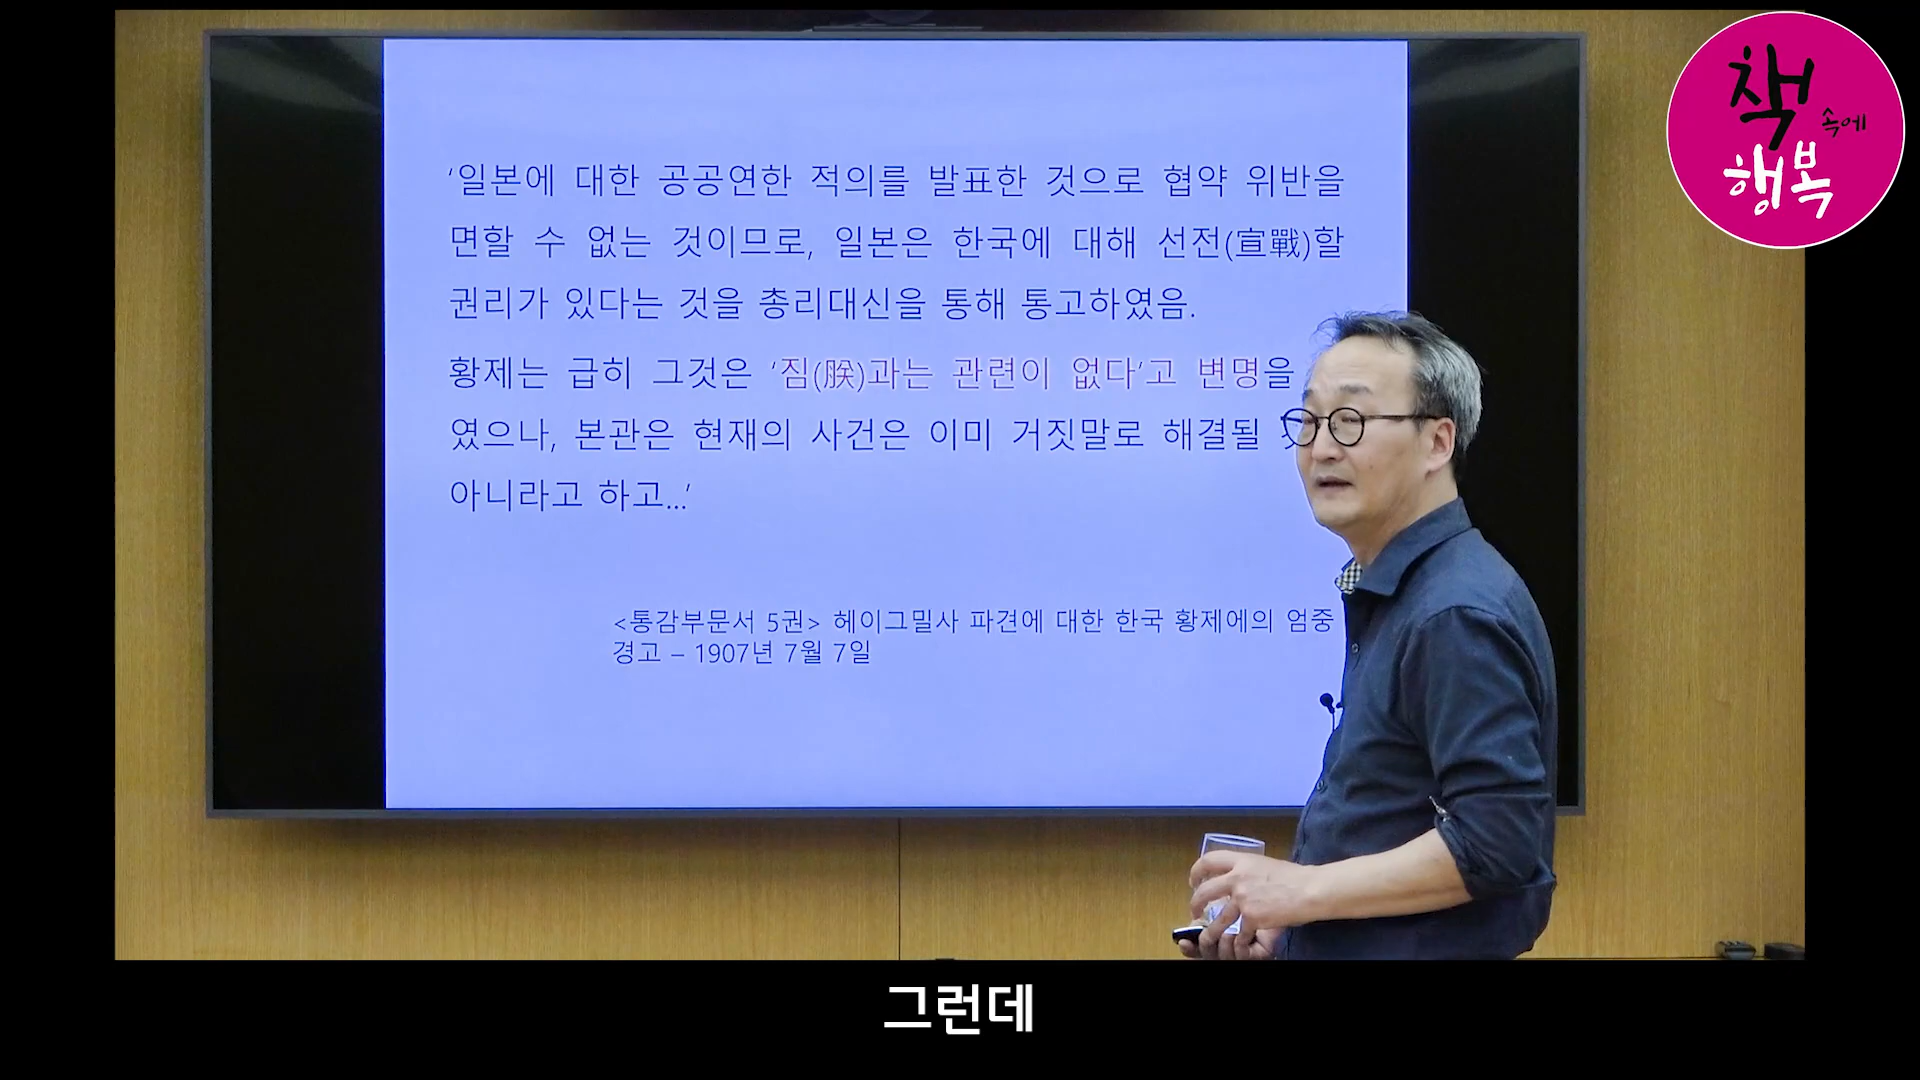 책
속에
행복
‘일본에 대한 공공연한 적의를 발표한 것으로 협약 위반을
면할 수 없는 것이므로, 일본은 한국에 대해 선전(宣戰)할
권리가 있다는 것을 총리대신을 통해 통고하였음.
황제는 급히 그것은 ‘짐(朕)과는 관련이 없다’고 변명을
였으나, 본관은 현재의 사건은 이미 거짓말로 해결될
아니라고 하고...’
<통감부문서 5권> 헤이그밀사 파견에 대한 한국 황제에의 엄중
경고 – 1907년 7월 7일
그런데